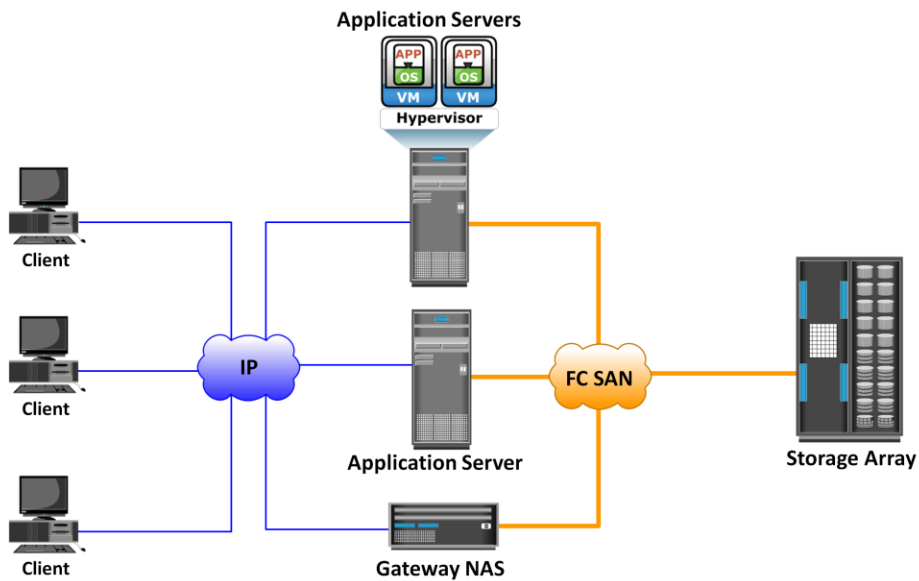 Application Servers
APP
APP
OS
OS
VM
VM
Hypervisor
Client
IP
Client
FC SAN
Application Server
Storage Array
Client
Gateway NAS